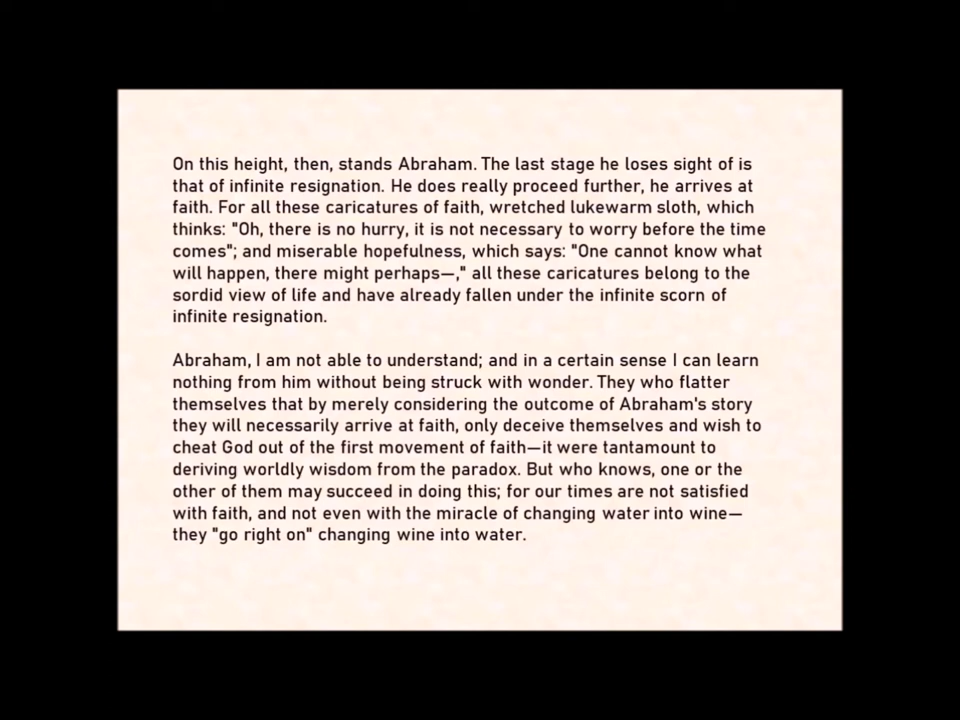 On this height, then, stands Abraham. The last stage he loses sight of is
that of infinite resignation. He does really proceed further, he arrives at
faith. For all these caricatures of faith, wretched lukewarm sloth, which
thinks: "Oh, there is no hurry, it is not necessary to worry before the time
comes"; and miserable hopefulness, which says: "One cannot know what
will happen, there might perhaps—," all these caricatures belong to the
sordid view of life and have already fallen under the infinite scorn of
infinite resignation.

Abraham, I am not able to understand; and in a certain sense I can learn
nothing from him without being struck with wonder. They who flatter
themselves that by merely considering the outcome of Abraham's story
they will necessarily arrive at faith, only deceive themselves and wish to
cheat God out of the first movement of faith—it were tantamount to
deriving worldly wisdom from the paradox. But who knows, one or the
other of them may succeed in doing this; for our times are not satisfied
with faith, and not even with the miracle of changing water into wine—
they "go right on" changing wine into water.